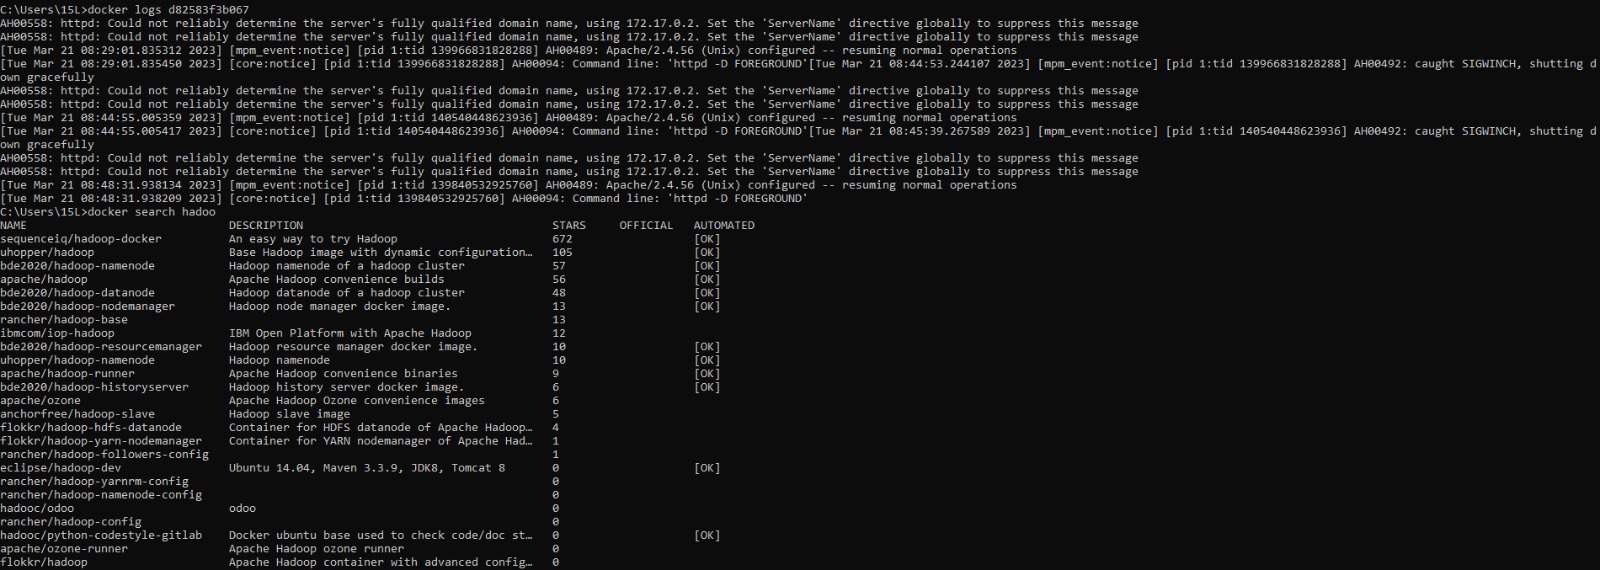 C:\Users\15L>docker logs d82583f3b067
AH00558: httpd: Could not reliably determine the server's fully qualified domain name, using 172.17.0.2. Set the 'ServerName' directive globally to suppress this message
AH00558: httpd: Could not reliably determine the server's fully qualified domain name, using 172.17.0.2. Set the 'ServerName' directive globally to suppress this message
[Tue Mar 21 08:29:01.835312 2023] [mpm_event:notice] [pid 1:tid 139966831828288] AH00489: Apache/2.4.56 (Unix) configured -- resuming normal operations
[Tue Mar 21 08:29:01.835450 2023] [core:notice] [pid 1:tid 139966831828288] AH00094: Command line: 'httpd -D FOREGROUND'[Tue Mar 21 08:44:53.244107 2023] [mpm_event:notice] [pid 1:tid 139966831828288] AH00492: caught SIGWINCH, shutting d
own gracefully
AH00558: httpd: Could not reliably determine the server's fully qualified domain name, using 172.17.0.2. Set the 'ServerName' directive globally to suppress this message
AH00558: httpd: Could not reliably determine the server's fully qualified domain name, using 172.17.0.2. Set the 'ServerName' directive globally to suppress this message
[Tue Mar 21 08:44:55.005359 2023] [mpm_event:notice] [pid 1:tid 140540448623936] AH00489: Apache/2.4.56 (Unix) configured -- resuming normal operations
[Tue Mar 21 08:44:55.005417 2023] [core:notice] [pid 1:tid 140540448623936] AH00094: Command line: 'httpd -D FOREGROUND'[Tue Mar 21 08:45:39.267589 2023] [mpm_event:notice] [pid 1:tid 140540448623936] AH00492: caught SIGWINCH, shutting d
own gracefully
AH00558: httpd: Could not reliably determine the server's fully qualified domain name, using 172.17.0.2. Set the 'ServerName' directive globally to suppress this message
AH00558: httpd: Could not reliably determine the server's fully qualified domain name, using 172.17.0.2. Set the 'ServerName' directive globally to suppress this message
[Tue Mar 21 08:48:31.938134 2023] [mpm_event:notice] [pid 1:tid 139840532925760] AH00489: Apache/2.4.56 (Unix) configured -- resuming normal operations
[Tue Mar 21 08:48:31.938209 2023] [core:notice] [pid 1:tid 139840532925760] AH00094: Command line: 'httpd -D FOREGROUND'
C:\Users\15L>docker search hadoo
NAME DESCRIPTION STARS OFFICIAL AUTOMATED
sequenceiq/hadoop-docker An easy way to try Hadoop 672 [OK]
uhopper/hadoop Base Hadoop image with dynamic configuration… 105 [OK]
bde2020/hadoop-namenode Hadoop namenode of a hadoop cluster 57 [OK]
apache/hadoop Apache Hadoop convenience builds 56 [OK]
bde2020/hadoop-datanode Hadoop datanode of a hadoop cluster 48 [OK]
bde2020/hadoop-nodemanager Hadoop node manager docker image. 13 [OK]
rancher/hadoop-base 13
ibmcom/iop-hadoop IBM Open Platform with Apache Hadoop 12
bde2020/hadoop-resourcemanager Hadoop resource manager docker image. 10 [OK]
uhopper/hadoop-namenode Hadoop namenode 10 [OK]
apache/hadoop-runner Apache Hadoop convenience binaries 9 [OK]
bde2020/hadoop-historyserver Hadoop history server docker image. 6 [OK]
apache/ozone Apache Hadoop Ozone convenience images 6
anchorfree/hadoop-slave Hadoop slave image 5
flokkr/hadoop-hdfs-datanode Container for HDFS datanode of Apache Hadoop… 4
flokkr/hadoop-yarn-nodemanager Container for YARN nodemanager of Apache Had… 1
rancher/hadoop-followers-config 1
eclipse/hadoop-dev Ubuntu 14.04, Maven 3.3.9, JDK8, Tomcat 8 0 [OK]
rancher/hadoop-yarnrm-config 0
rancher/hadoop-namenode-config 0
hadooc/odoo odoo 0
rancher/hadoop-config 0
hadooc/python-codestyle-gitlab Docker ubuntu base used to check code/doc st… 0 [OK]
apache/ozone-runner Apache Hadoop ozone runner 0
flokkr/hadoop Apache Hadoop container with advanced config… 0